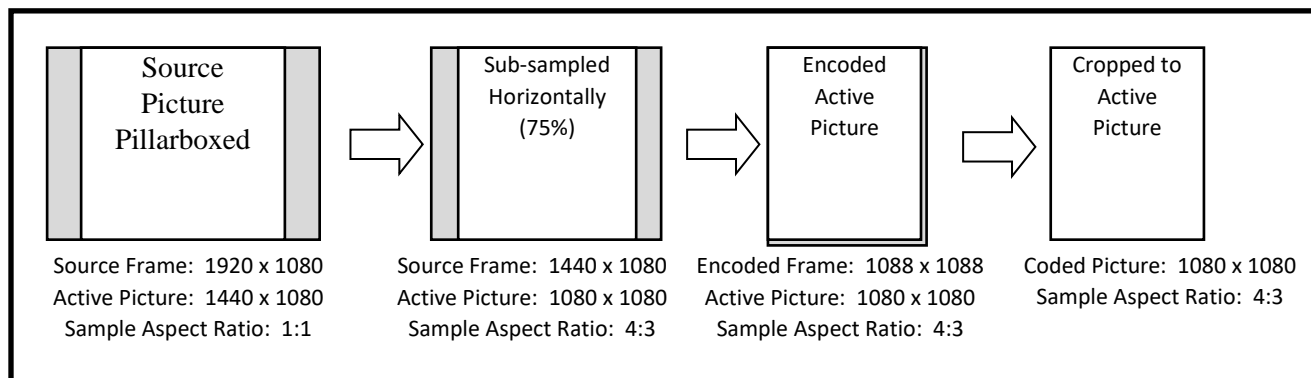 Source
Picture
Pillarboxed
Sub-sampled
Horizontally
(75%)
Encoded
Active
Picture
Cropped to
Active
Picture
Source Frame: 1920 x 1080
Active Picture: 1440 x 1080
Sample Aspect Ratio: 1:1
Source Frame: 1440 x 1080
Active Picture: 1080 x 1080
Sample Aspect Ratio: 4:3
Encoded Frame: 1088 x 1088
Active Picture: 1080 x 1080
Sample Aspect Ratio: 4:3
Coded Picture: 1080 x 1080
Sample Aspect Ratio: 4:3